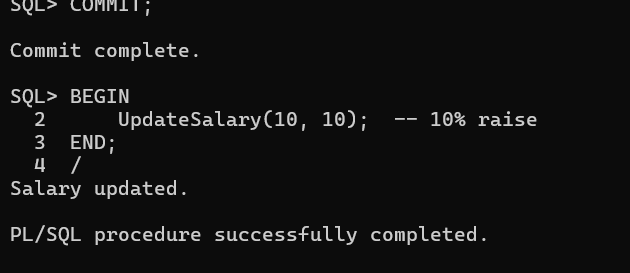 SQL> COMMIT;
Commit complete.
SQL> BEGIN
  2      UpdateSalary(10, 10);  -- 10% raise
  3  END;
  4  /
Salary updated.
PL/SQL procedure successfully completed.